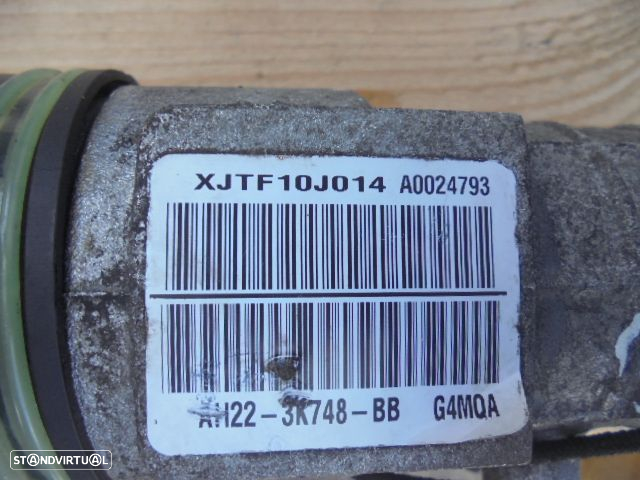 XJTF10J014 A0024793
AH22-3K748-BB G4MQA
STANDVIRTUAL